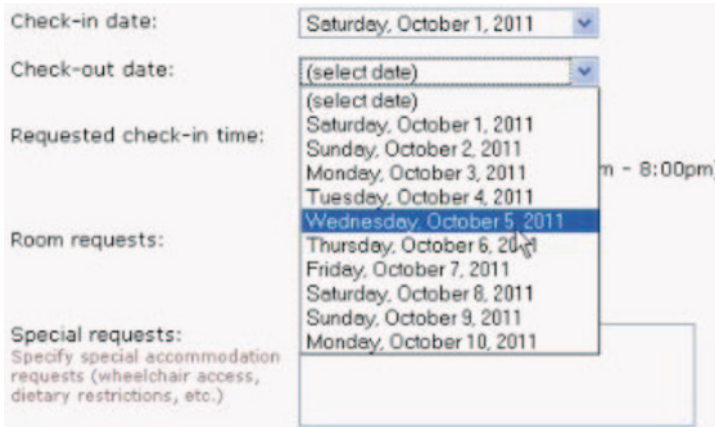 Check-in date: Saturday, October 1, 2011
Check-out date: (select date)
(select date)
Saturday, October 1, 2011
Requested check-in time:
Sunday, October 2, 2011
Monday, October 3, 2011
m - 8:00pm)
Tuesday, October 4, 2011
Wednesday, October 5, 2011
Room requests:
Thursday, October 6, 2011
Friday, October 7, 2011
Saturday, October 8, 2011
Sunday, October 9, 2011
Special requests:
Monday, October 10, 2011
Specify special accommodation
requests (wheelchair access,
dietary restrictions, etc.)